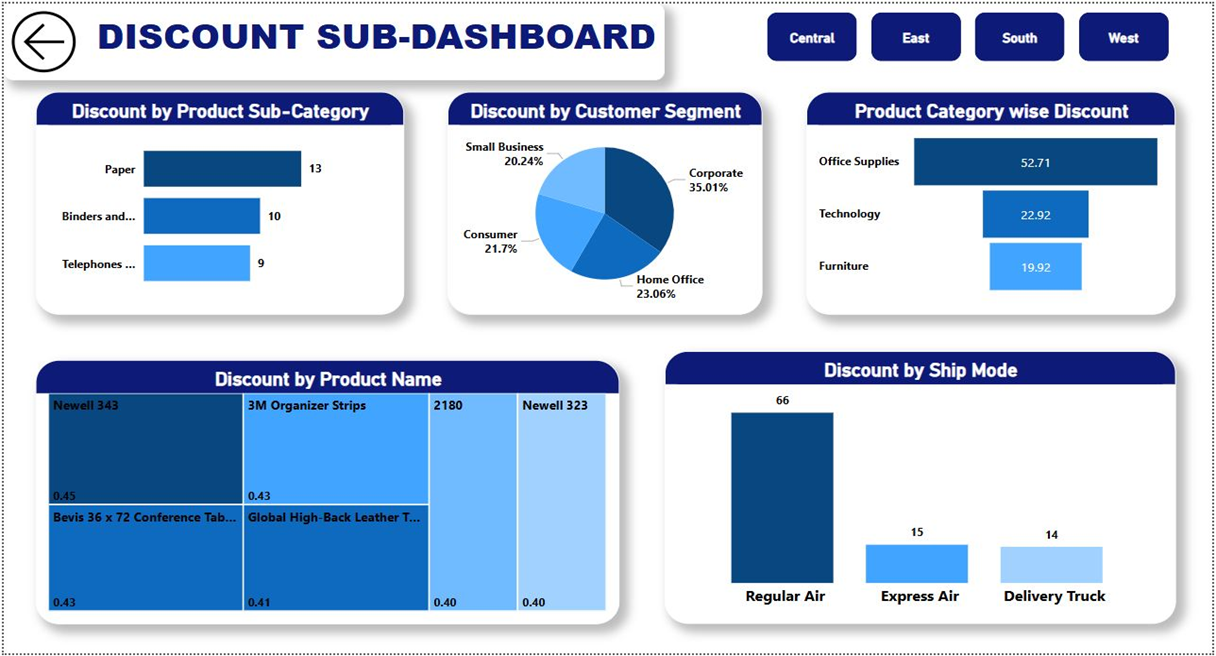 DISCOUNT SUB-DASHBOARD
Central
East
South
West
Discount by Product Sub-Category
Paper
13
Binders and...
10
Telephones ...
9
Discount by Customer Segment
Small Business
20.24%
Corporate
35.01%
Consumer
21.7%
Home Office
23.06%
Product Category wise Discount
Office Supplies
52.71
Technology
22.92
Furniture
19.92
Discount by Product Name
Newell 343
0.45
3M Organizer Strips
0.43
2180
0.40
Newell 323
0.40
Bevis 36 x 72 Conference Tab...
0.43
Global High-Back Leather T...
0.41
Discount by Ship Mode
66
15
14
Regular Air
Express Air
Delivery Truck